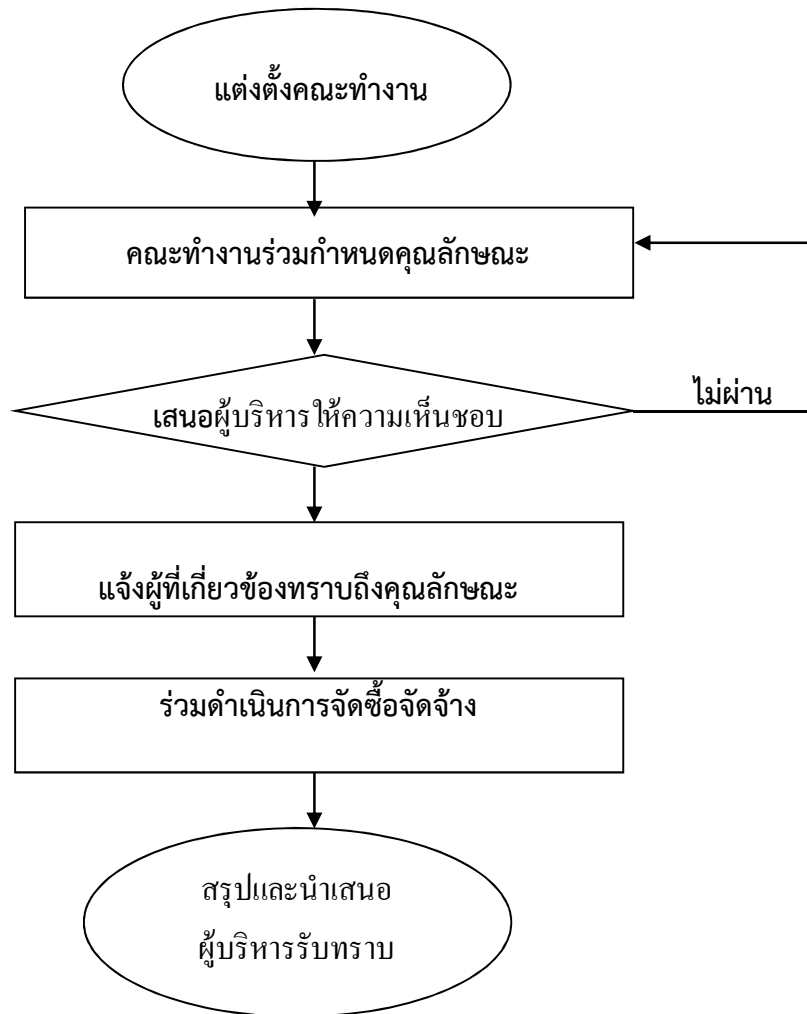 แต่งตั้งคณะทำงาน
คณะทำงานร่วมกำหนดคุณลักษณะ
เสนอผู้บริหารให้ความเห็นชอบ
ไม่ผ่าน
แจ้งผู้ที่เกี่ยวข้องทราบถึงคุณลักษณะ
ร่วมดำเนินการจัดซื้อจัดจ้าง
สรุปและนำเสนอ
ผู้บริหารรับทราบ